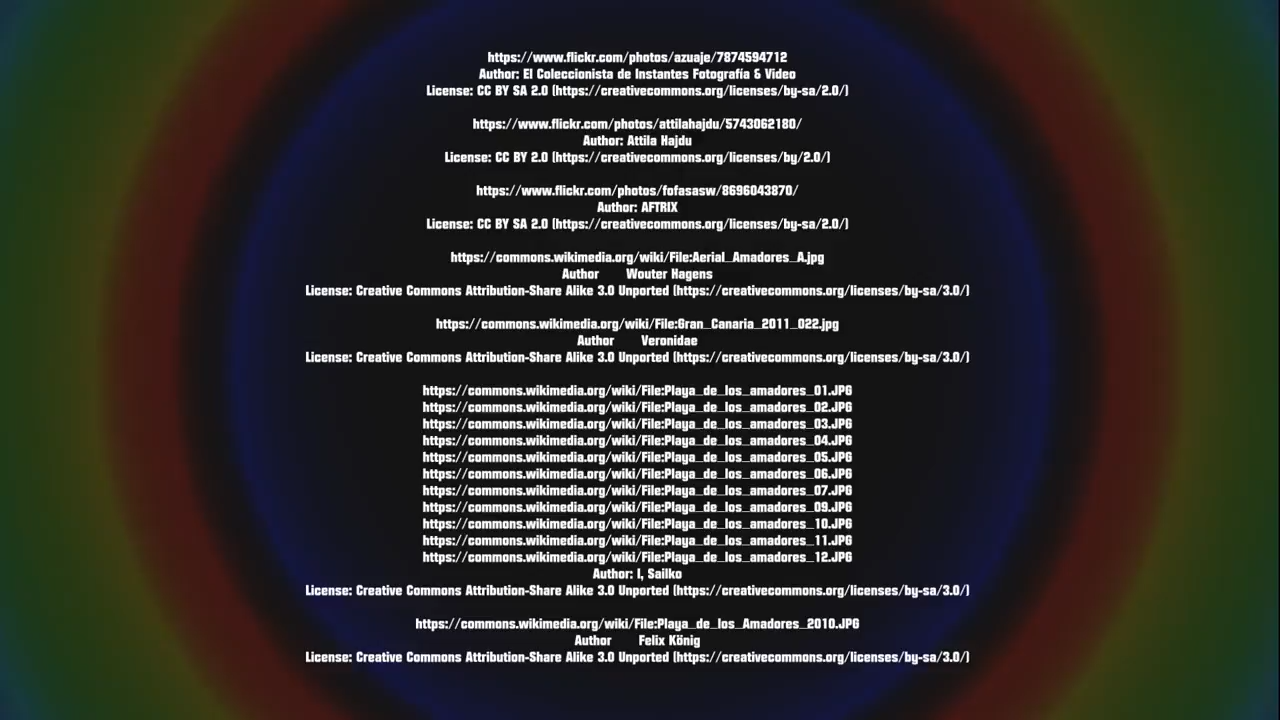 https://www.flickr.com/photos/azuaje/7874594712
Author: El Coleccionista de Instantes Fotografía & Video
License: CC BY SA 2.0 (https://creativecommons.org/licenses/by-sa/2.0/)
https://www.flickr.com/photos/attilahajdu/5743062180/
Author: Attila Hajdu
License: CC BY 2.0 (https://creativecommons.org/licenses/by/2.0/)
https://www.flickr.com/photos/fofasasw/8696043870/
Author: AFTRIX
License: CC BY SA 2.0 (https://creativecommons.org/licenses/by-sa/2.0/)
https://commons.wikimedia.org/wiki/File:Aerial_Amadores_A.jpg
Author Wouter Hagens
License: Creative Commons Attribution-Share Alike 3.0 Unported (https://creativecommons.org/licenses/by-sa/3.0/)
https://commons.wikimedia.org/wiki/File:Gran_Canaria_2011_022.jpg
Author Veronidae
License: Creative Commons Attribution-Share Alike 3.0 Unported (https://creativecommons.org/licenses/by-sa/3.0/)
https://commons.wikimedia.org/wiki/File:Playa_de_los_amadores_01.JPG
https://commons.wikimedia.org/wiki/File:Playa_de_los_amadores_02.JPG
https://commons.wikimedia.org/wiki/File:Playa_de_los_amadores_03.JPG
https://commons.wikimedia.org/wiki/File:Playa_de_los_amadores_04.JPG
https://commons.wikimedia.org/wiki/File:Playa_de_los_amadores_05.JPG
https://commons.wikimedia.org/wiki/File:Playa_de_los_amadores_06.JPG
https://commons.wikimedia.org/wiki/File:Playa_de_los_amadores_07.JPG
https://commons.wikimedia.org/wiki/File:Playa_de_los_amadores_09.JPG
https://commons.wikimedia.org/wiki/File:Playa_de_los_amadores_10.JPG
https://commons.wikimedia.org/wiki/File:Playa_de_los_amadores_11.JPG
https://commons.wikimedia.org/wiki/File:Playa_de_los_amadores_12.JPG
Author: I, Sailko
License: Creative Commons Attribution-Share Alike 3.0 Unported (https://creativecommons.org/licenses/by-sa/3.0/)
https://commons.wikimedia.org/wiki/File:Playa_de_los_Amadores_2010.JPG
Author Felix König
License: Creative Commons Attribution-Share Alike 3.0 Unported (https://creativecommons.org/licenses/by-sa/3.0/)